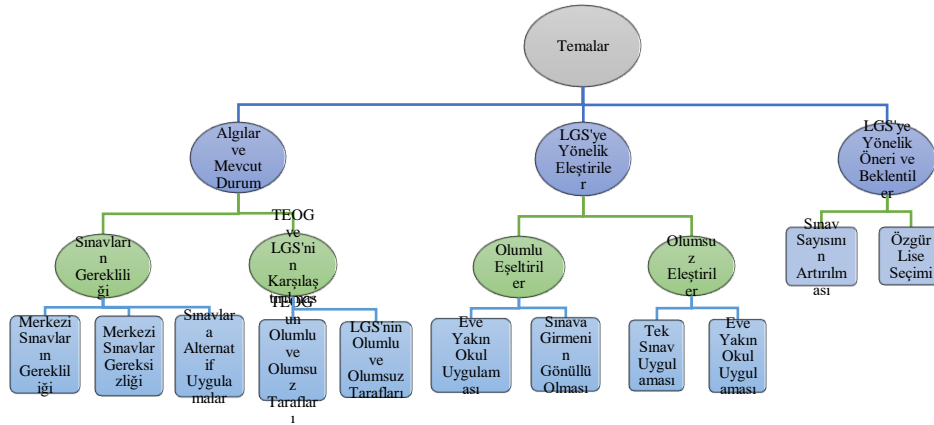 Temalar
Algılar
ve
Mevcut
Durum
LGS'ye
Yönelik
Eleştirile
r
LGS'ye
Yönelik
Öneri ve
Beklentil
er
Sınavları
n
Gereklili
ği
TEOG
ve
LGS'ni
n
Karşılaş
Olumlu
Eşeltiril
er
Olumsu
z
Eleştiril
er
Sınav
Sayısını
n
Artırılm
ası
Özgür
Lise
Seçimi
Merkezi
Sınavlar
ın
Gereklil
iği
Merkezi
Sınavlar
Gereksi
zliği
Sınavlar
a
Alternat
if
Uygula
malar
TEOG'
un
Olumlu
ve
Olumsu
z
Tarafları
ı
LGS'nin
Olumlu
ve
Olumsuz
Tarafları
Eve
Yakın
Okul
Uygulam
ası
Sınava
Girmeni
n
Gönüllü
Olması
Tek
Sınav
Uygul
aması
Eve
Yakın
Okul
Uygul
aması